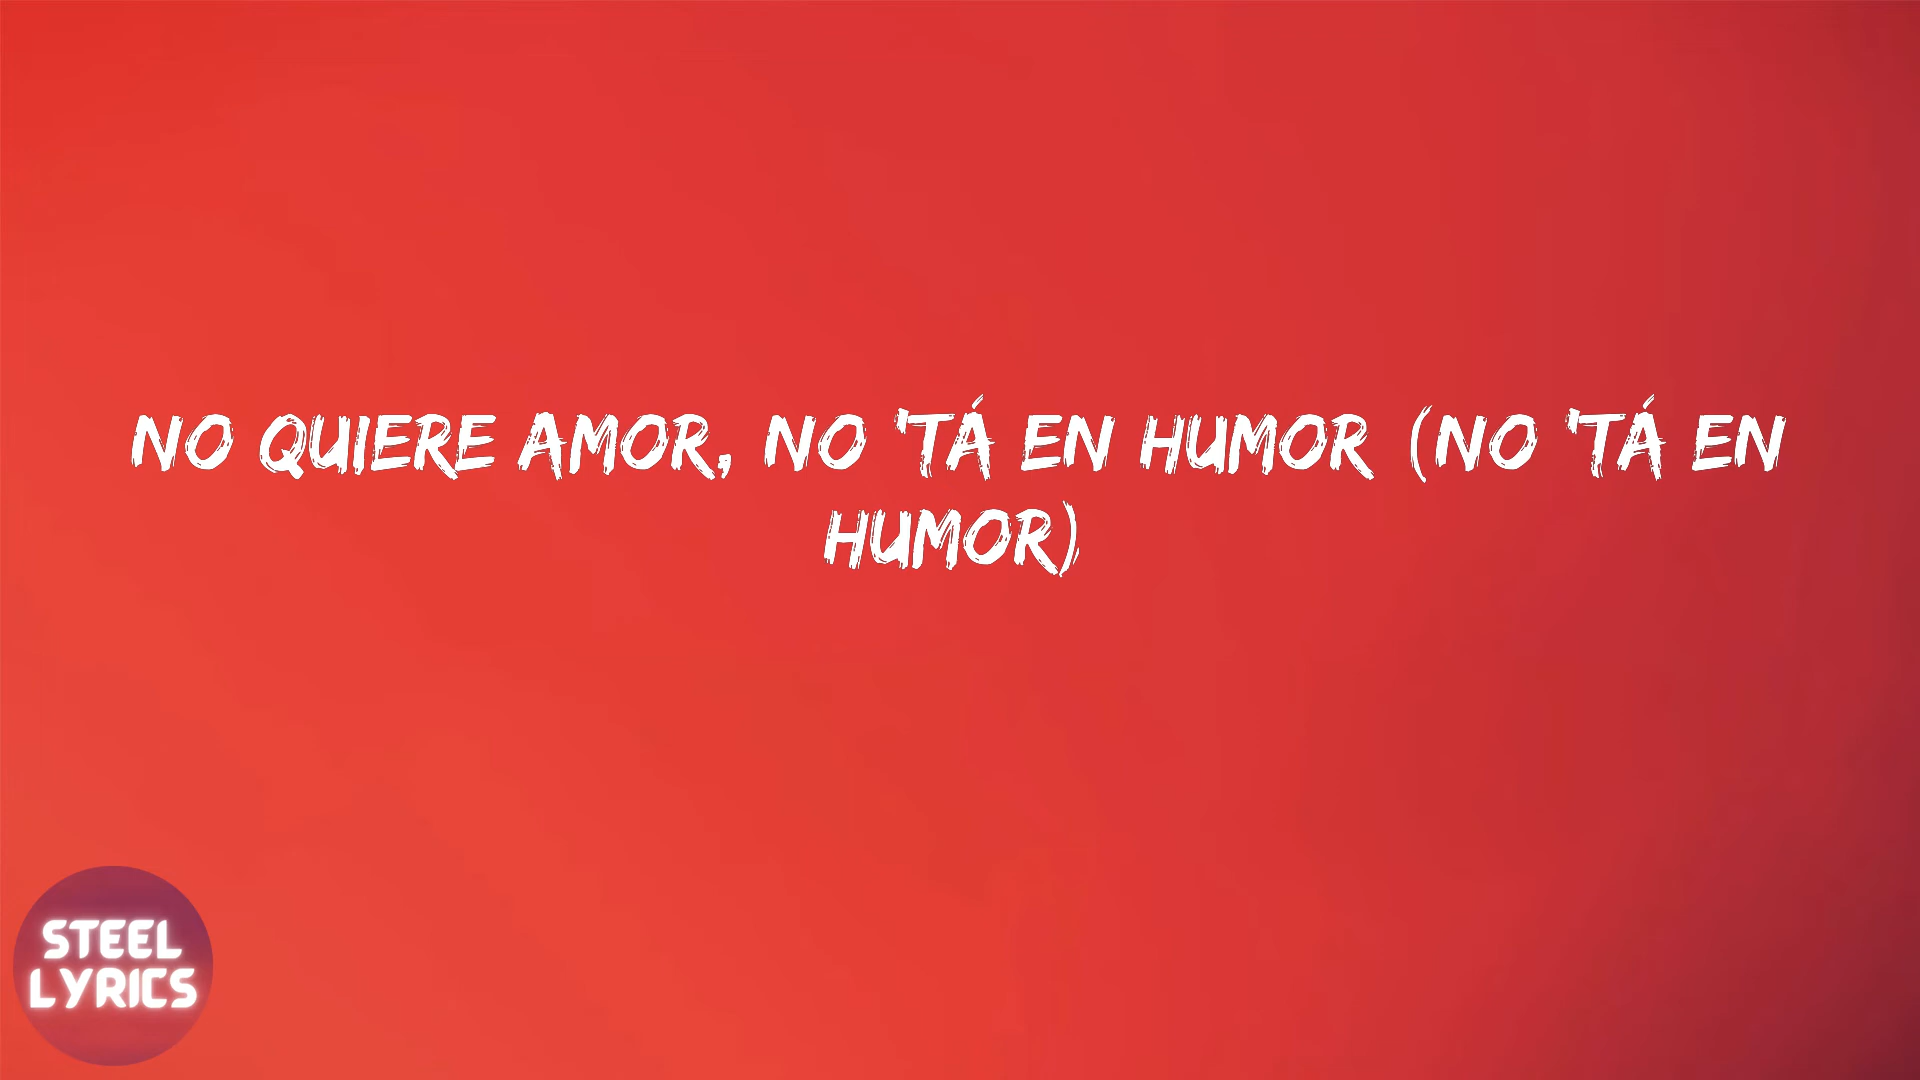 NO QUIERE AMOR, NO 'TÁ EN HUMOR (NO 'TÁ EN
HUMOR)
STEEL
LYRICS